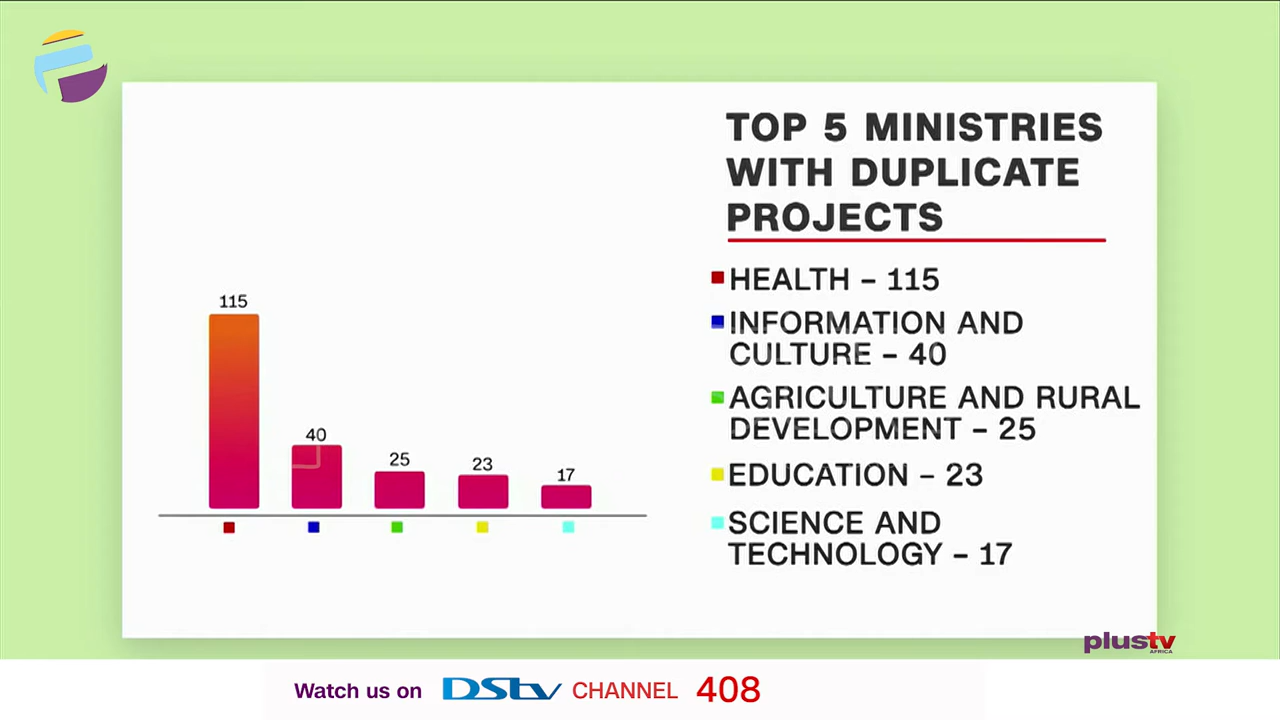 TOP 5 MINISTRIES
WITH DUPLICATE
PROJECTS
HEALTH – 115
INFORMATION AND
CULTURE – 40
AGRICULTURE AND RURAL
DEVELOPMENT – 25
EDUCATION – 23
SCIENCE AND
TECHNOLOGY – 17
115
40
25
23
17
plustv
AFRICA
Watch us on DStv CHANNEL 408